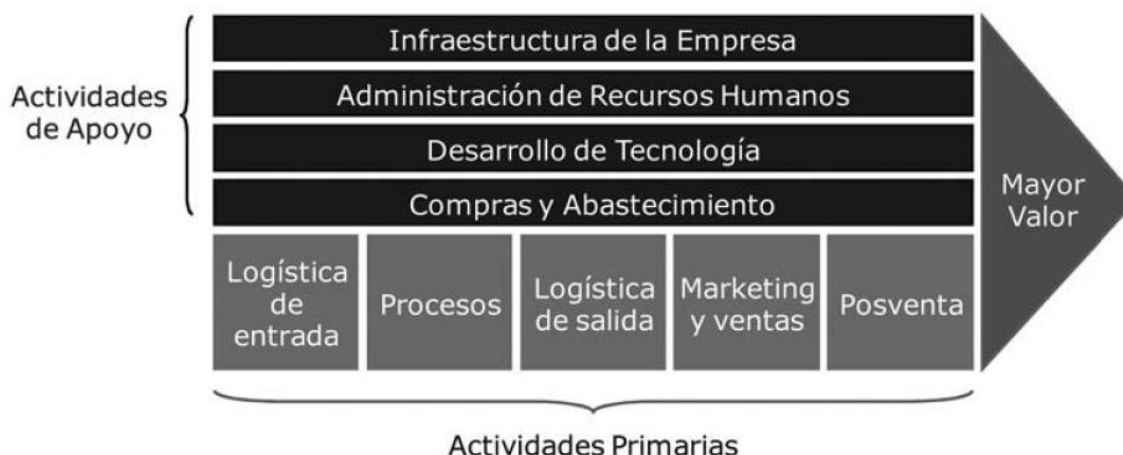 Actividades
de Apoyo
Infraestructura de la Empresa
Administración de Recursos Humanos
Desarrollo de Tecnología
Compras y Abastecimiento
Logística
de
entrada
Procesos
Logística
de salida
Marketing
y ventas
Posventa
Mayor
Valor
Actividades Primarias